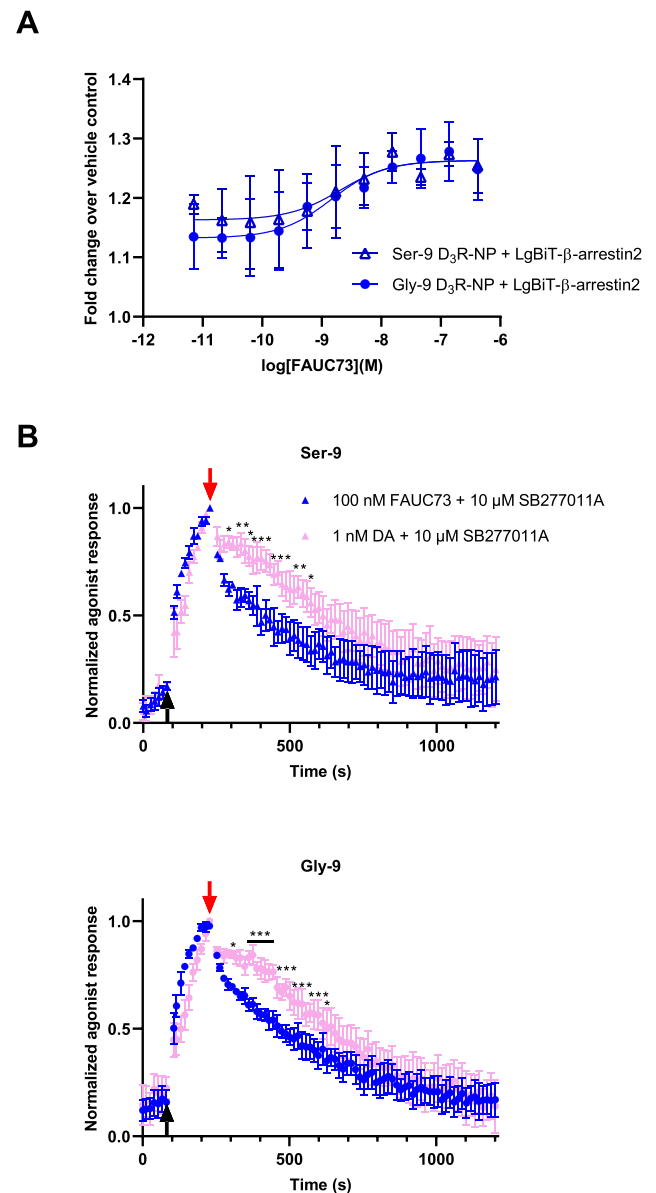 A
Fold change over vehicle control
1.4
1.3
1.2
1.1
1.0
Ser-9 D3R-NP + LgBiT-β-arrestin2
Gly-9 D3R-NP + LgBiT-β-arrestin2
-12 -11 -10 -9 -8 -7 -6
log[FAUC73](M)
B
Ser-9
Normalized agonist response
1.0
0.5
0.0
100 nM FAUC73 + 10 µM SB277011A
1 nM DA + 10 µM SB277011A
* ** * *** *** ** *
0 500 1000
Time (s)
Gly-9
Normalized agonist response
1.0
0.5
0.0
* *** *** *** *** *
0 500 1000
Time (s)